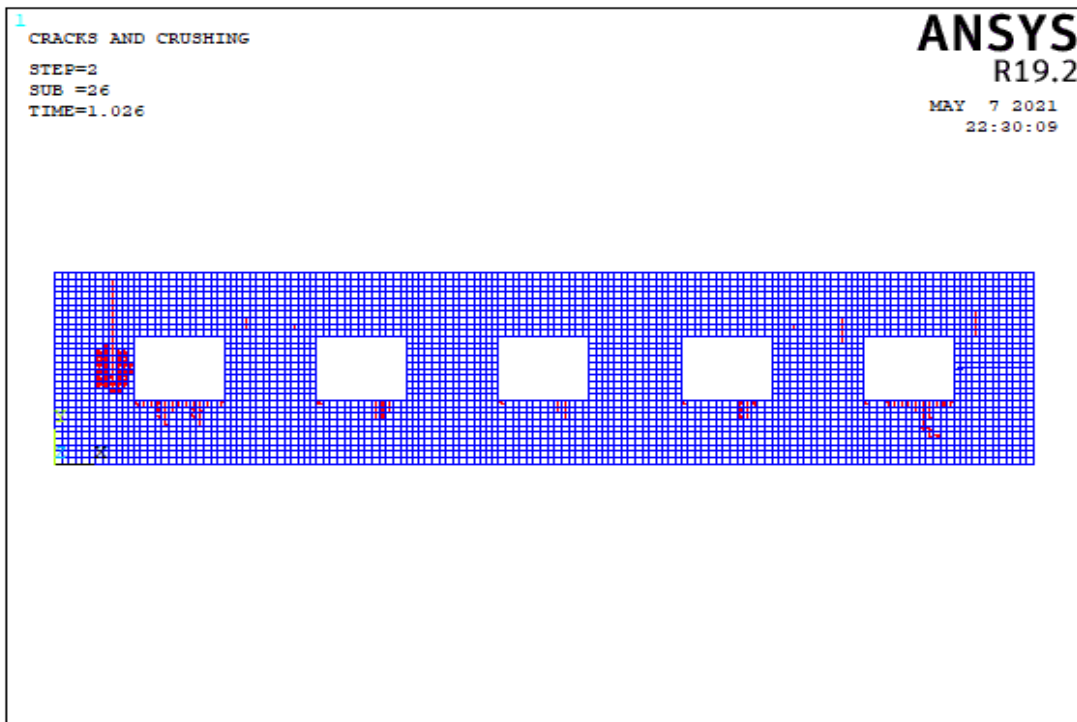 1
CRACKS AND CRUSHING
STEP=2
SUB =26
TIME=1.026
ANSYS
R19.2
MAY 7 2021
22:30:09
Y
Z X